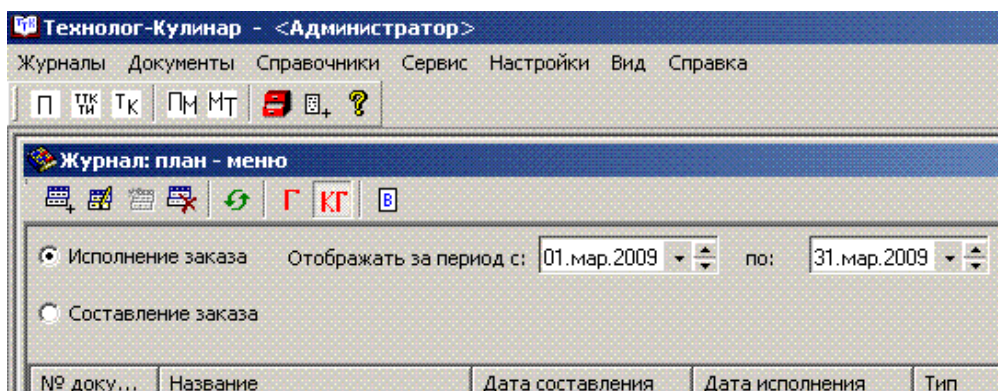 Технолог-Кулинар - <Администратор>
Журналы Документы Справочники Сервис Настройки Вид Справка
П ТТК ТИ ТК ПМ МТ
Журнал: план - меню
Г КГ В
Исполнение заказа Отображать за период с: 01.мар.2009 по: 31.мар.2009
Составление заказа
№ доку... Название Дата составления Дата исполнения Тип